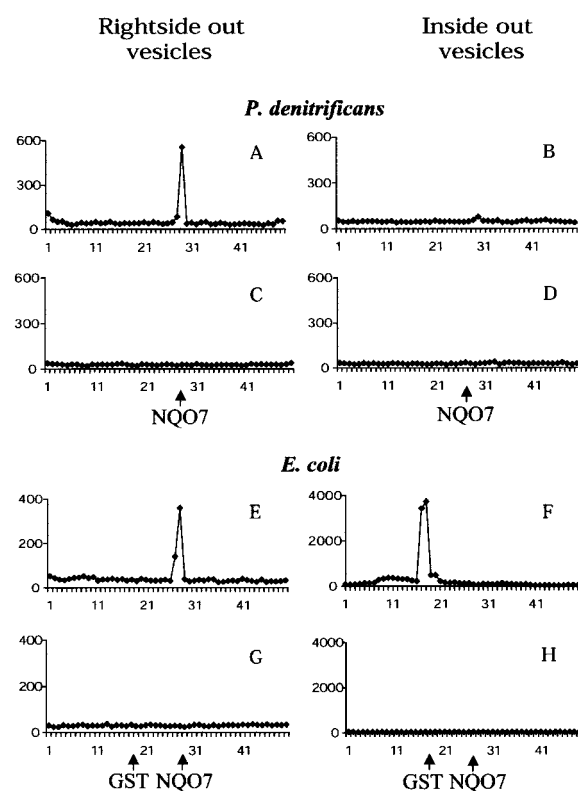 Rightside out vesicles
Inside out vesicles
P. denitrificans
A
600
300
0
1 11 21 31 41
B
600
300
0
1 11 21 31 41
C
600
300
0
1 11 21 31 41
NQO7
D
600
300
0
1 11 21 31 41
NQO7
E. coli
E
400
200
0
1 11 21 31 41
F
4000
2000
0
1 11 21 31 41
G
400
200
0
1 11 21 31 41
GST NQO7
H
4000
2000
0
1 11 21 31 41
GST NQO7